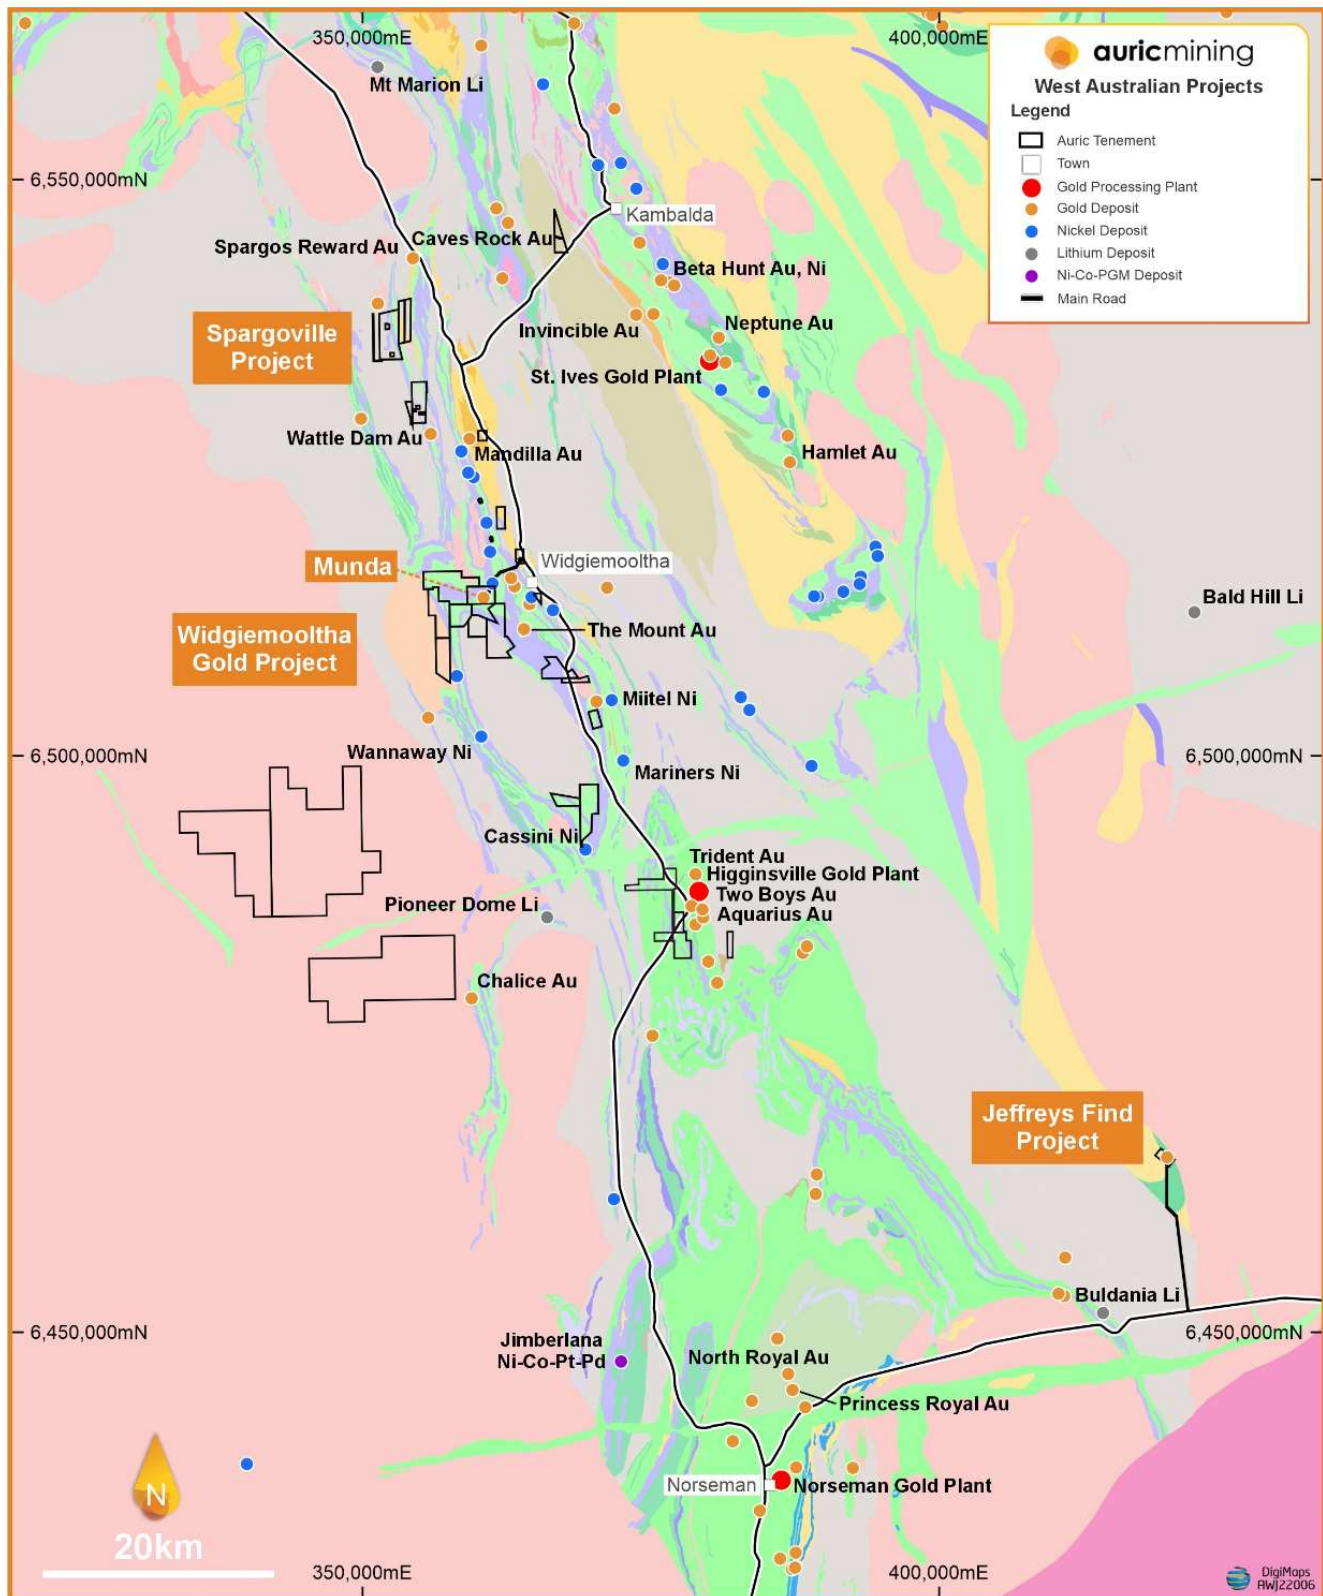 350,000mE
400,000mE
auricmining
West Australian Projects
Legend
Auric Tenement
Town
Gold Processing Plant
Gold Deposit
Nickel Deposit
Lithium Deposit
Ni-Co-PGM Deposit
Main Road
Mt Marion Li
6,550,000mN
Kambalda
Spargos Reward Au
Caves Rock Au
Beta Hunt Au, Ni
Spargoville
Project
Invincible Au
Neptune Au
St. Ives Gold Plant
Wattle Dam Au
Mandilla Au
Hamlet Au
Munda
Widgiemooltha
Bald Hill Li
Widgiemooltha
Gold Project
The Mount Au
Miitel Ni
Wannaway Ni
6,500,000mN
6,500,000mN
Mariners Ni
Cassini Ni
Trident Au
Higginsville Gold Plant
Two Boys Au
Pioneer Dome Li
Aquarius Au
Chalice Au
Jeffreys Find
Project
Buldania Li
6,450,000mN
6,450,000mN
Jimberlana
Ni-Co-Pt-Pd
North Royal Au
Princess Royal Au
Norseman
Norseman Gold Plant
N
20km
350,000mE
400,000mE
DigiMaps
AWJ22006